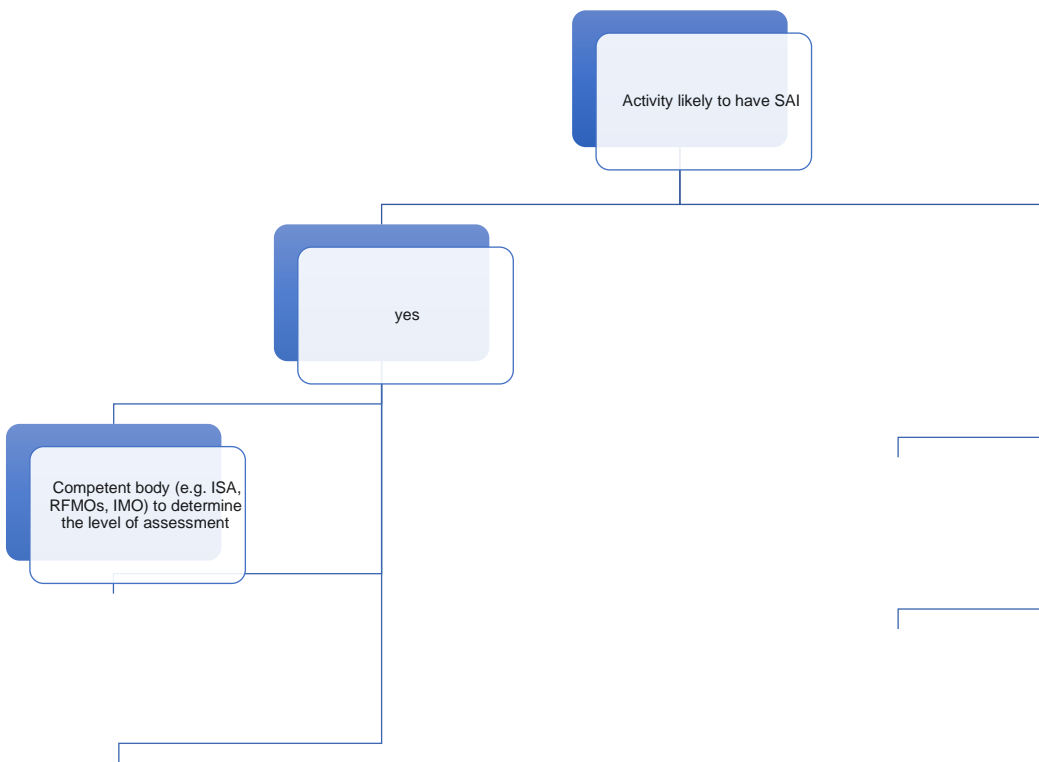 Activity likely to have SAI
yes
Competent body (e.g. ISA,
RFMOs, IMO) to determine
the level of assessment